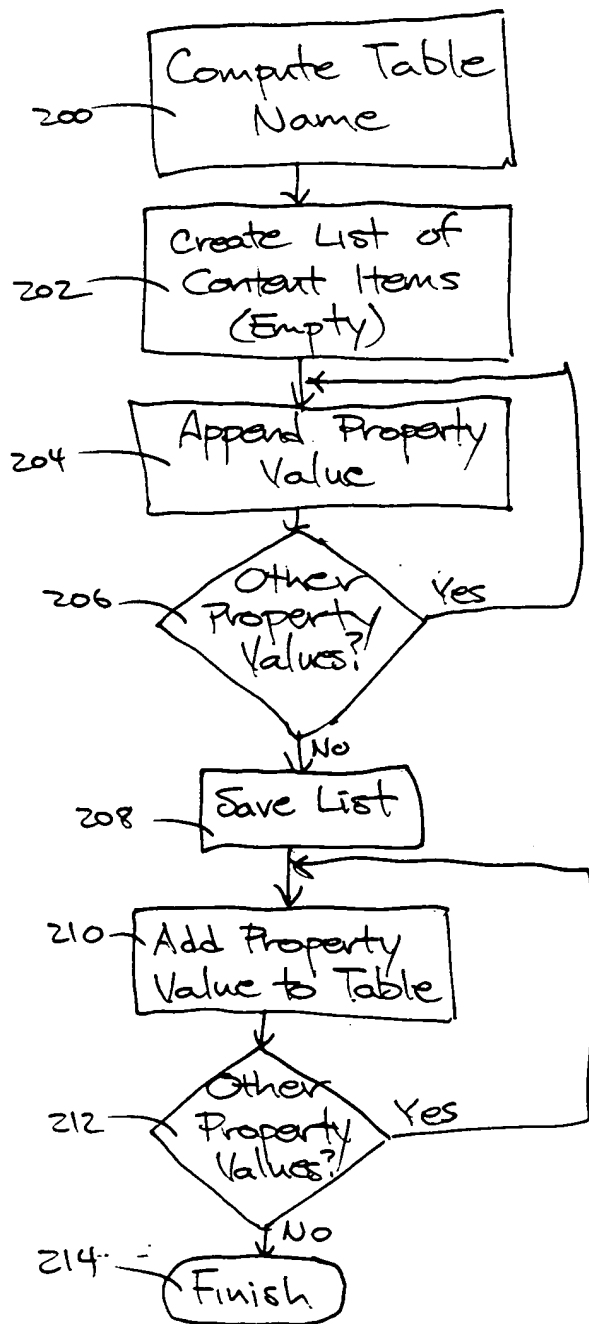 Compute Table
Name
200
Create List of
Content Items
(Empty)
202
Append Property
Value
204
Other
Property
Values?
206
Yes
No
Save List
208
Add Property
Value to Table
210
Other
Property
Values?
212
Yes
No
Finish
214